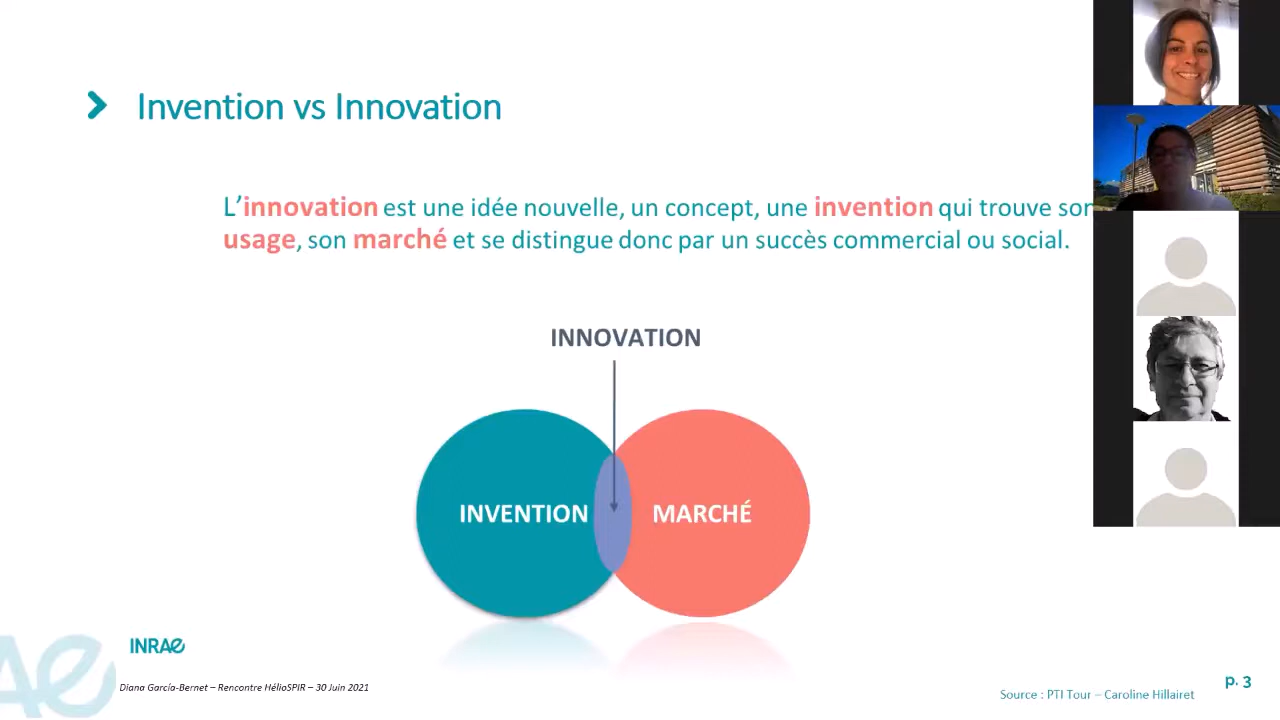 Invention vs Innovation
L'innovation est une idée nouvelle, un concept, une invention qui trouve son
usage, son marché et se distingue donc par un succès commercial ou social.
INNOVATION
INVENTION
MARCHÉ
INRAE
Diana García-Bernet – Rencontre HélioSPIR – 30 Juin 2021
Source : PTI Tour – Caroline Hillairet
p. 3